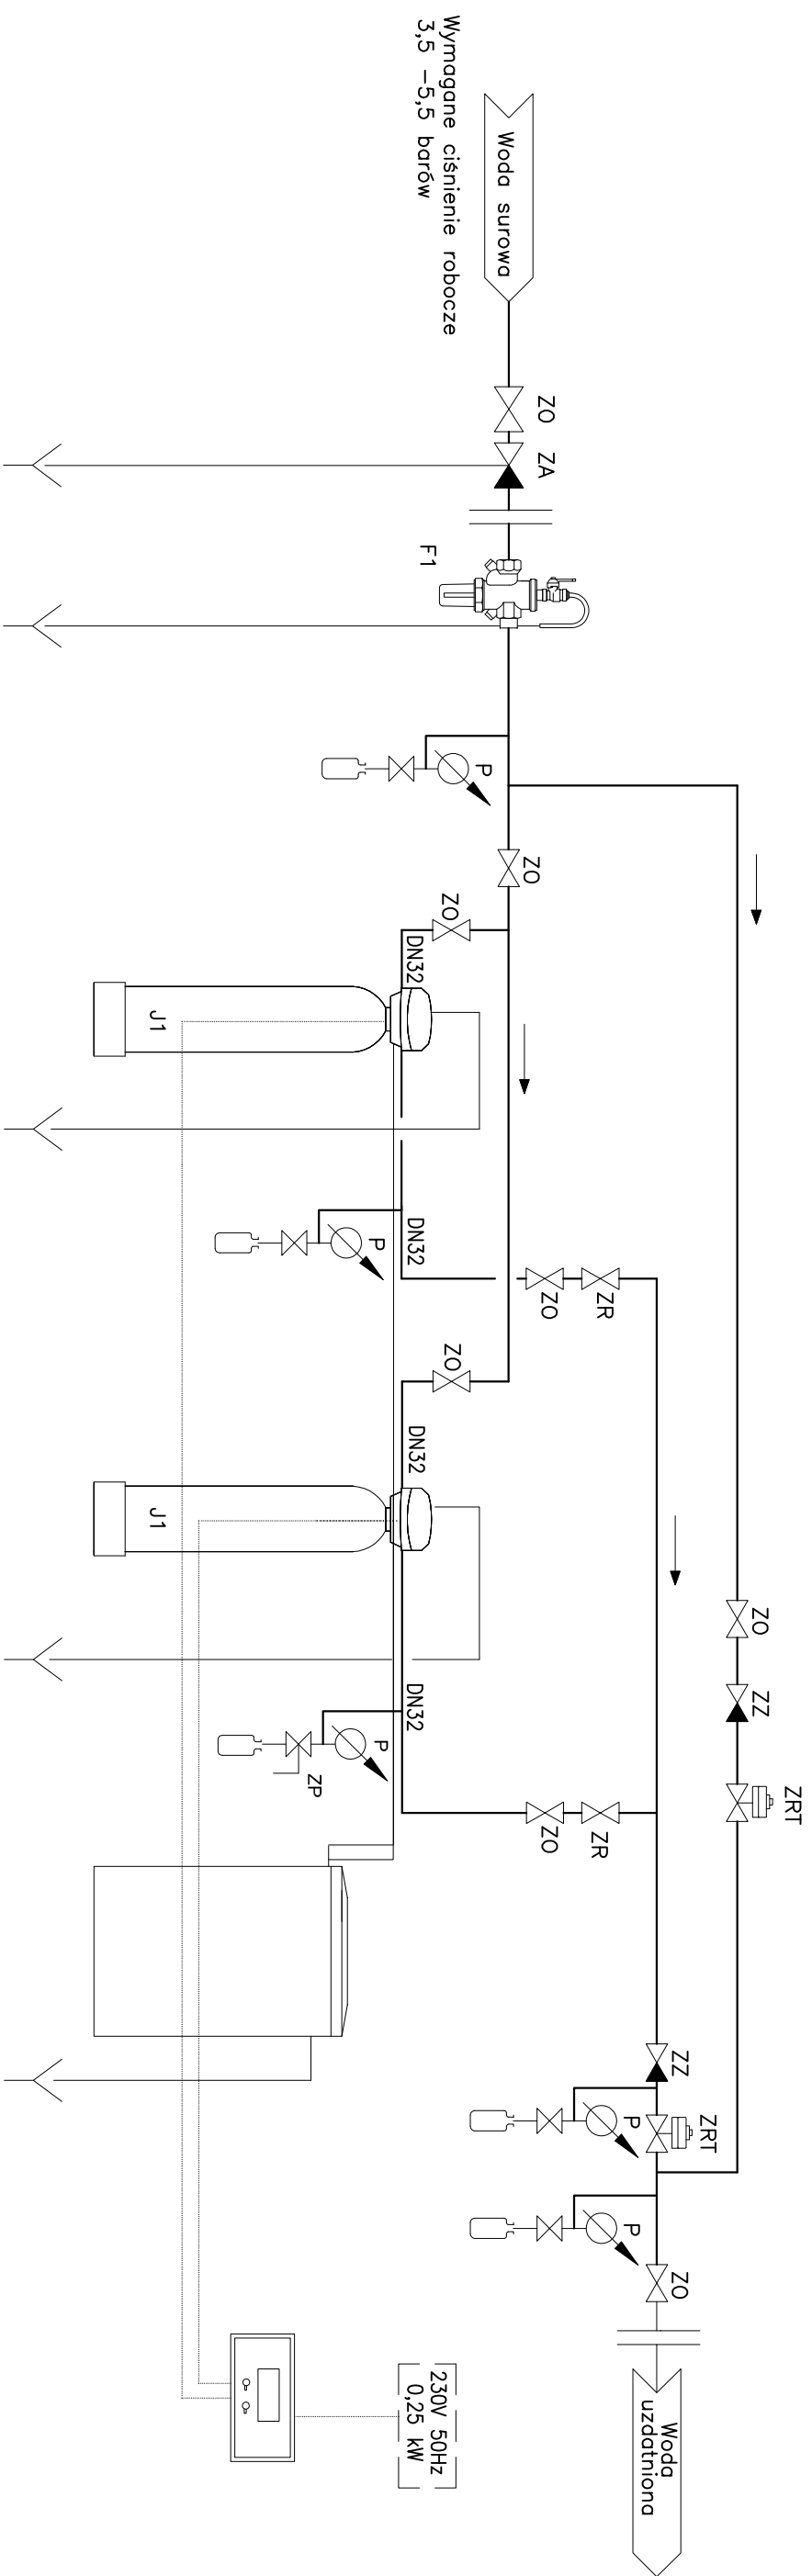 Woda surowa
Wymagane ciśnienie robocze
3,5 –5,5 barów
ZO
ZA
F1
P
ZO
ZO
DN32
J1
P
DN32
ZO
ZR
ZO
DN32
J1
DN32
P
ZP
ZO
ZR
ZO
ZZ
ZRT
ZZ
P
ZRT
P
ZO
230V 50Hz
0,25 kW
Woda
uzdatniona